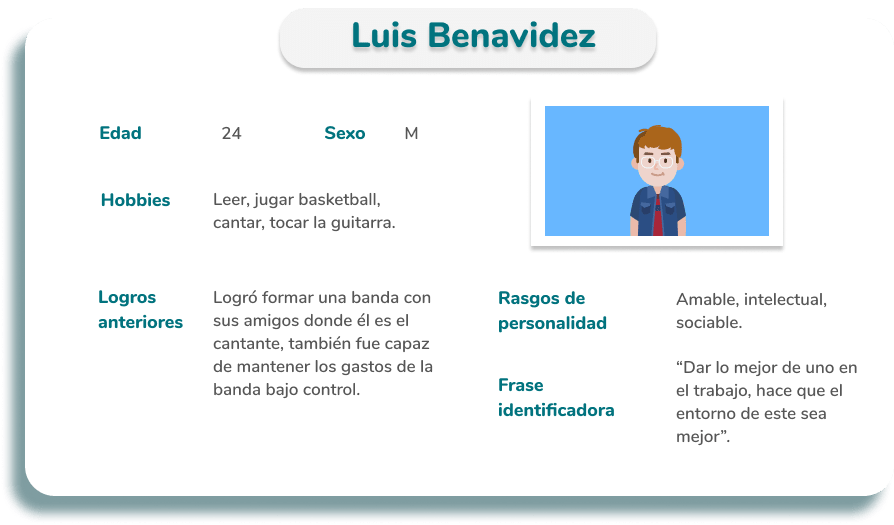 Luis Benavidez
Edad 24 Sexo M
Hobbies
Leer, jugar basketball,
cantar, tocar la guitarra.
Logros
anteriores
Logró formar una banda con
sus amigos donde él es el
cantante, también fue capaz
de mantener los gastos de la
banda bajo control.
Rasgos de
personalidad
Amable, intelectual,
sociable.
Frase
identificadora
“Dar lo mejor de uno en
el trabajo, hace que el
entorno de este sea
mejor”.